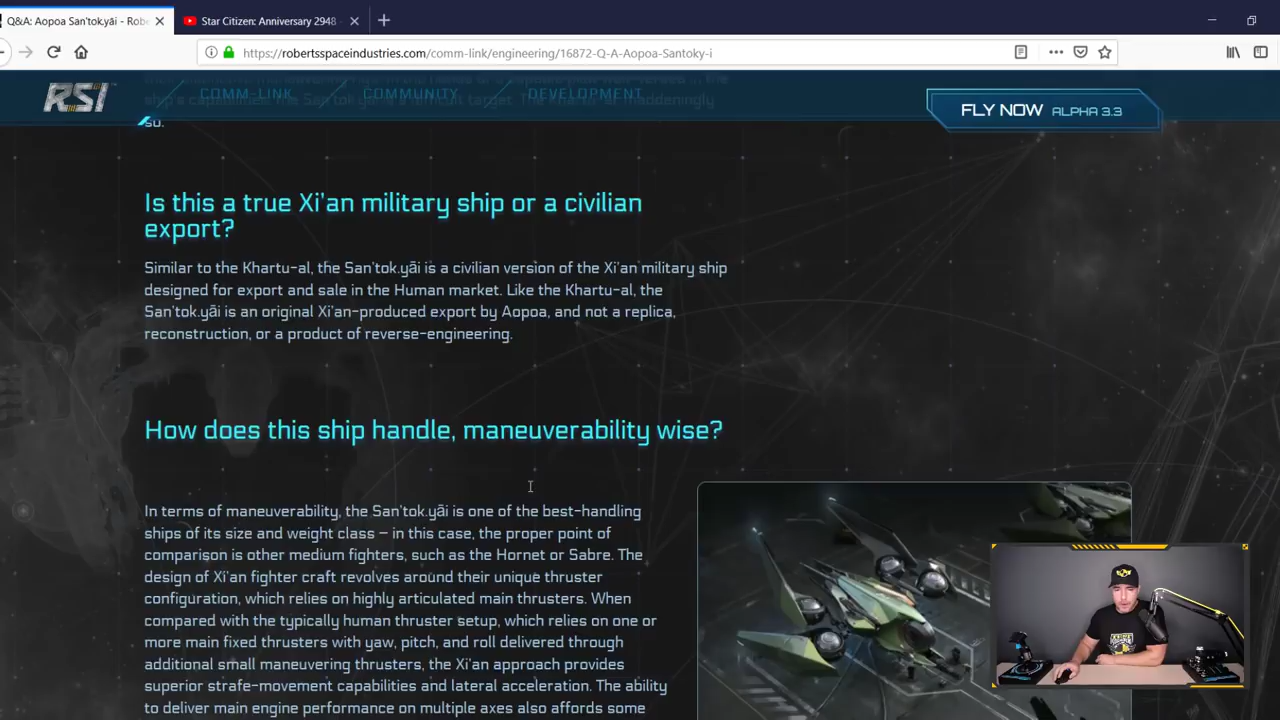 Q&A: Aopoa San'tok.yāi - Robe
Star Citizen: Anniversary 2948
https://robertsspaceindustries.com/comm-link/engineering/16872-Q-A-Aopoa-Santoky-i
RSI
COMM-LINK
COMMUNITY
DEVELOPMENT
FLY NOW ALPHA 3.3
so.
Is this a true Xi'an military ship or a civilian
export?
Similar to the Khartu-al, the San'tok.yāi is a civilian version of the Xi'an military ship
designed for export and sale in the Human market. Like the Khartu-al, the
San'tok.yāi is an original Xi'an-produced export by Aopoa, and not a replica,
reconstruction, or a product of reverse-engineering.
How does this ship handle, maneuverability wise?
In terms of maneuverability, the San'tok.yāi is one of the best-handling
ships of its size and weight class – in this case, the proper point of
comparison is other medium fighters, such as the Hornet or Sabre. The
design of Xi'an fighter craft revolves around their unique thruster
configuration, which relies on highly articulated main thrusters. When
compared with the typically human thruster setup, which relies on one or
more main fixed thrusters with yaw, pitch, and roll delivered through
additional small maneuvering thrusters, the Xi'an approach provides
superior strafe-movement capabilities and lateral acceleration. The ability
to deliver main engine performance on multiple axes also affords some